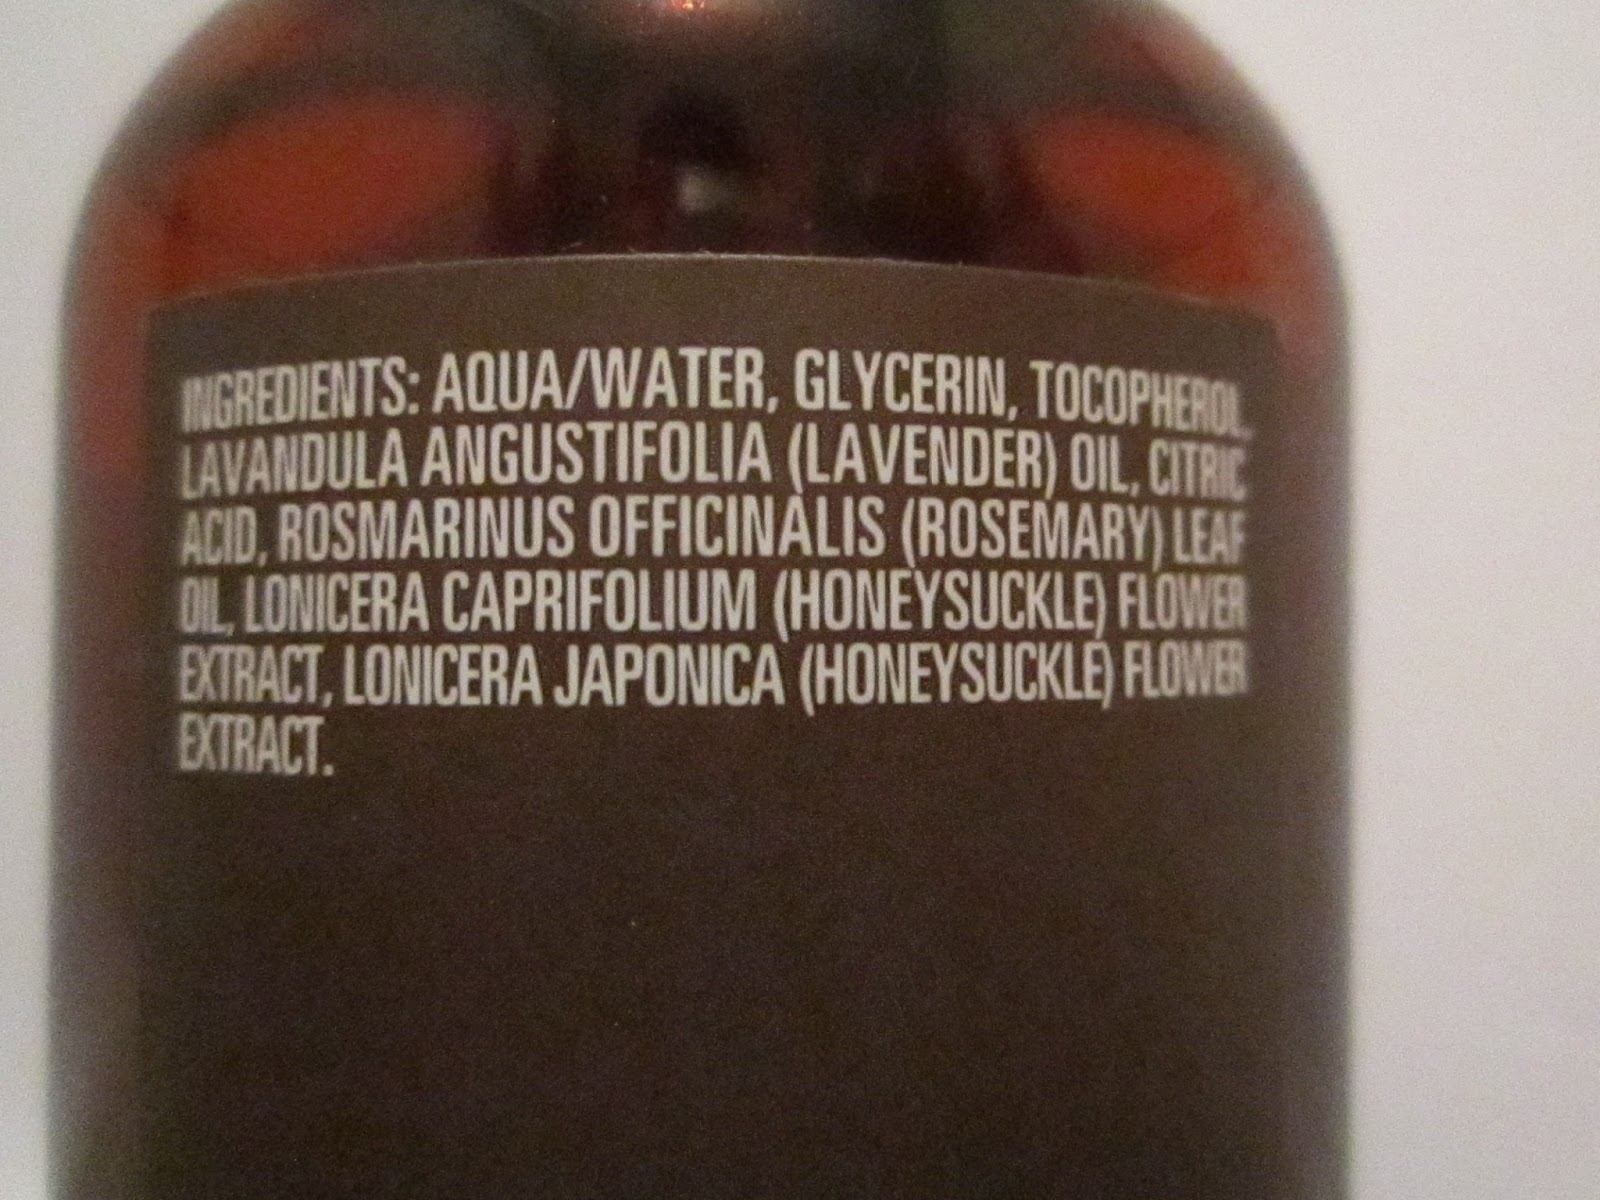 INGREDIENTS: AQUA/WATER, GLYCERIN, TOCOPHEROL,
LAVANDULA ANGUSTIFOLIA (LAVENDER) OIL, CITRIC
ACID, ROSMARINUS OFFICINALIS (ROSEMARY) LEAF
OIL, LONICERA CAPRIFOLIUM (HONEYSUCKLE) FLOWER
EXTRACT, LONICERA JAPONICA (HONEYSUCKLE) FLOWER
EXTRACT.